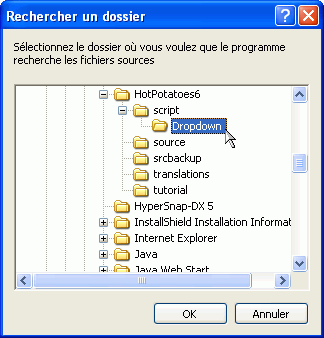 Rechercher un dossier
Sélectionnez le dossier où vous voulez que le programme
recherche les fichiers sources
HotPotatoes6
script
Dropdown
source
srcbackup
translations
tutorial
HyperSnap-DX 5
InstallShield Installation Informat
Internet Explorer
Java
Java Web Start
OK
Annuler